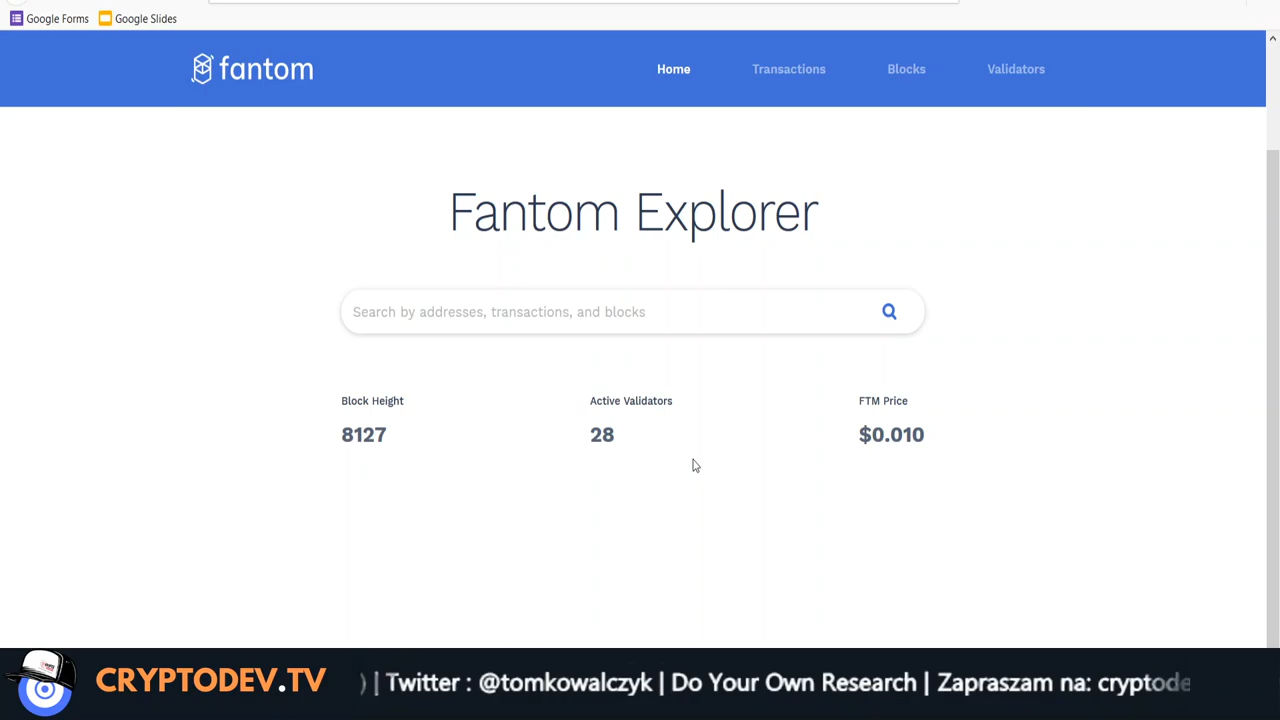 Google Forms Google Slides
fantom Home Transactions Blocks Validators
Fantom Explorer
Search by addresses, transactions, and blocks
Block Height Active Validators FTM Price
8127 28 $0.010
CRYPTODEV.TV ) | Twitter : @tomkowalczyk | Do Your Own Research | Zapraszam na: cryptode